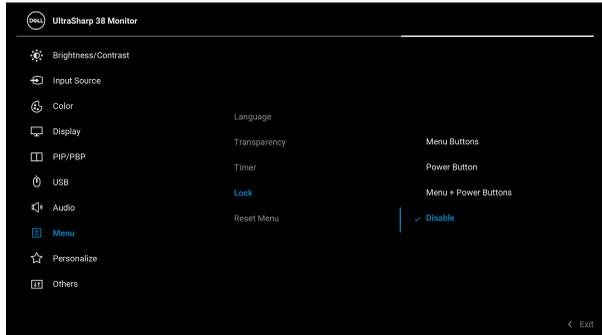 DELL UltraSharp 38 Monitor
Brightness/Contrast
Input Source
Color
Display
PIP/PBP
USB
Audio
Menu
Personalize
Others
Language
Transparency
Timer
Lock
Reset Menu
Menu Buttons
Power Button
Menu + Power Buttons
Disable
Exit